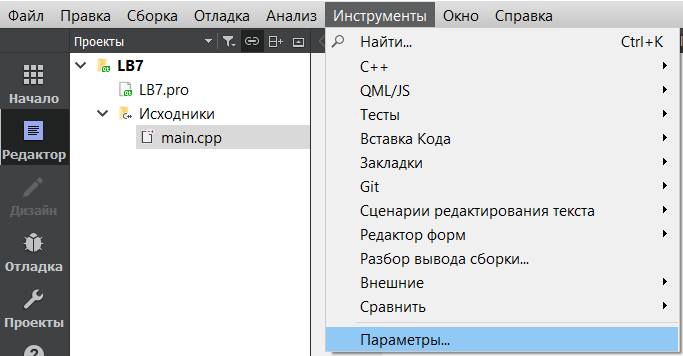 Файл Правка Сборка Отладка Анализ Инструменты Окно Справка
Проекты
LB7
LB7.pro
Исходники
main.cpp
Начало
Редактор
Дизайн
Отладка
Проекты
Найти... Ctrl+K
C++
QML/JS
Тесты
Вставка Кода
Закладки
Git
Сценарии редактирования текста
Редактор форм
Разбор вывода сборки...
Внешние
Сравнить
Параметры...